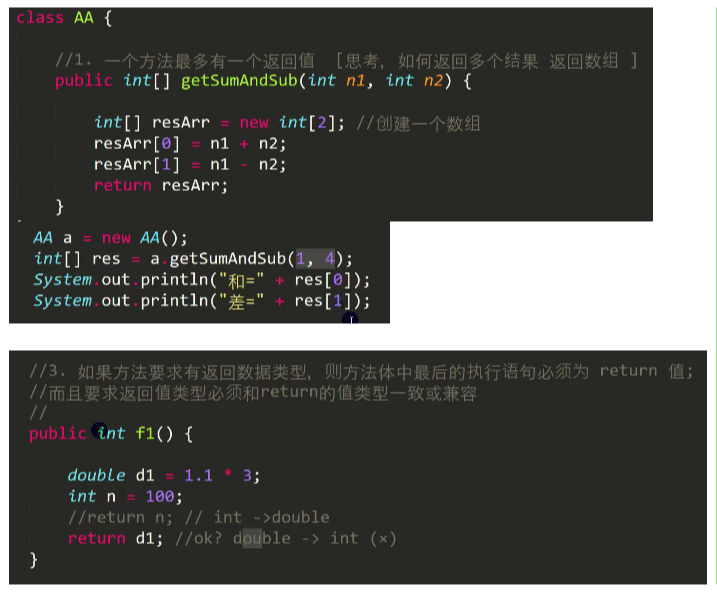 class AA {
//1. 一个方法最多有一个返回值 [思考, 如何返回多个结果 返回数组 ]
public int[] getSumAndSub(int n1, int n2) {
int[] resArr = new int[2]; //创建一个数组
resArr[0] = n1 + n2;
resArr[1] = n1 - n2;
return resArr;
}
AA a = new AA();
int[] res = a.getSumAndSub(1, 4);
System.out.println("和=" + res[0]);
System.out.println("差=" + res[1]);
//3. 如果方法要求有返回数据类型, 则方法体中最后的执行语句必须为 return 值;
//而且要求返回值类型必须和return的值类型一致或兼容
//
public int f1() {
double d1 = 1.1 * 3;
int n = 100;
//return n; // int ->double
return d1; //ok? double -> int (×)
}